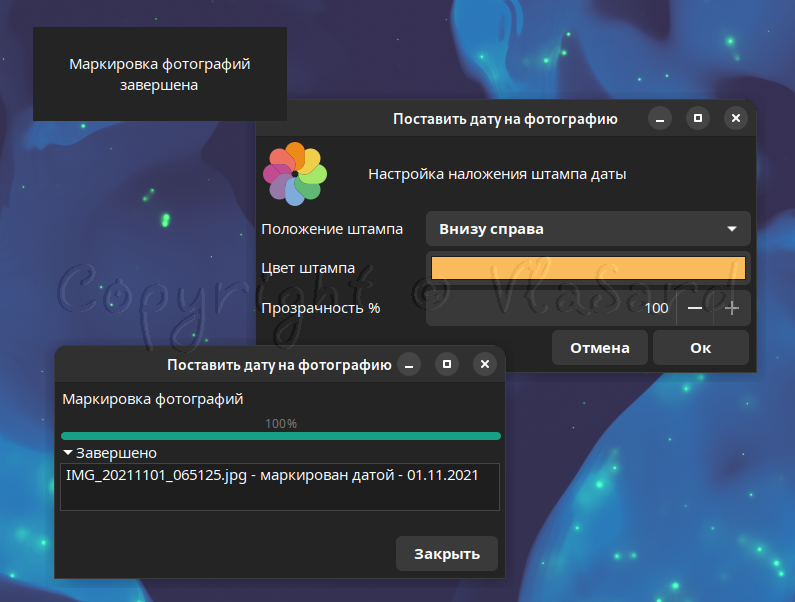 Маркировка фотографий
завершена
Поставить дату на фотографию
Настройка наложения штампа даты
Положение штампа
Внизу справа
Цвет штампа
Прозрачность %
100
Отмена
Ок
Copyright © VlaSard
Поставить дату на фотографию
Маркировка фотографий
100%
Завершено
IMG_20211101_065125.jpg - маркирован датой - 01.11.2021
Закрыть